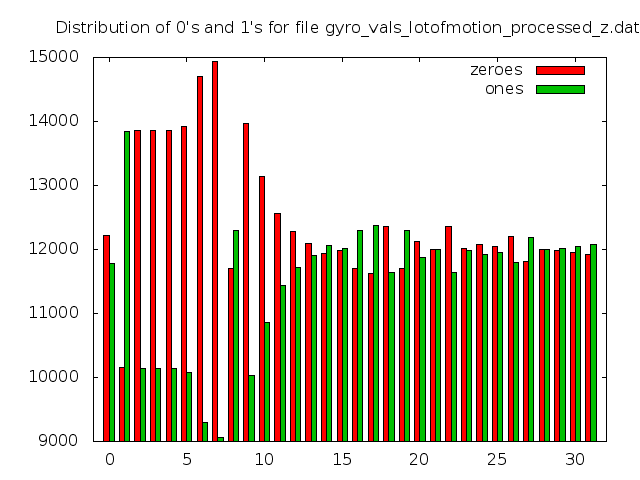 Distribution of 0's and 1's for file gyro_vals_lotofmotion_processed_z.dat
15000
zeroes
ones
14000
13000
12000
11000
10000
9000
0 5 10 15 20 25 30